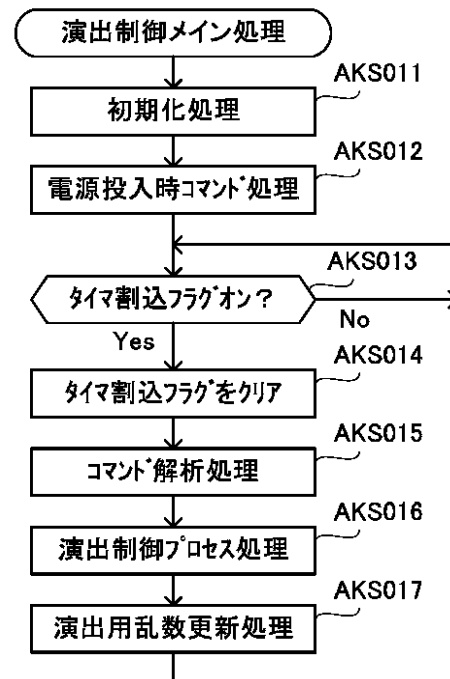 演出制御メイン処理
AKS011
初期化処理
AKS012
電源投入時コマンド処理
AKS013
タイマ割込フラグオン？
No
Yes
AKS014
タイマ割込フラグをクリア
AKS015
コマンド解析処理
AKS016
演出制御プロセス処理
AKS017
演出用乱数更新処理